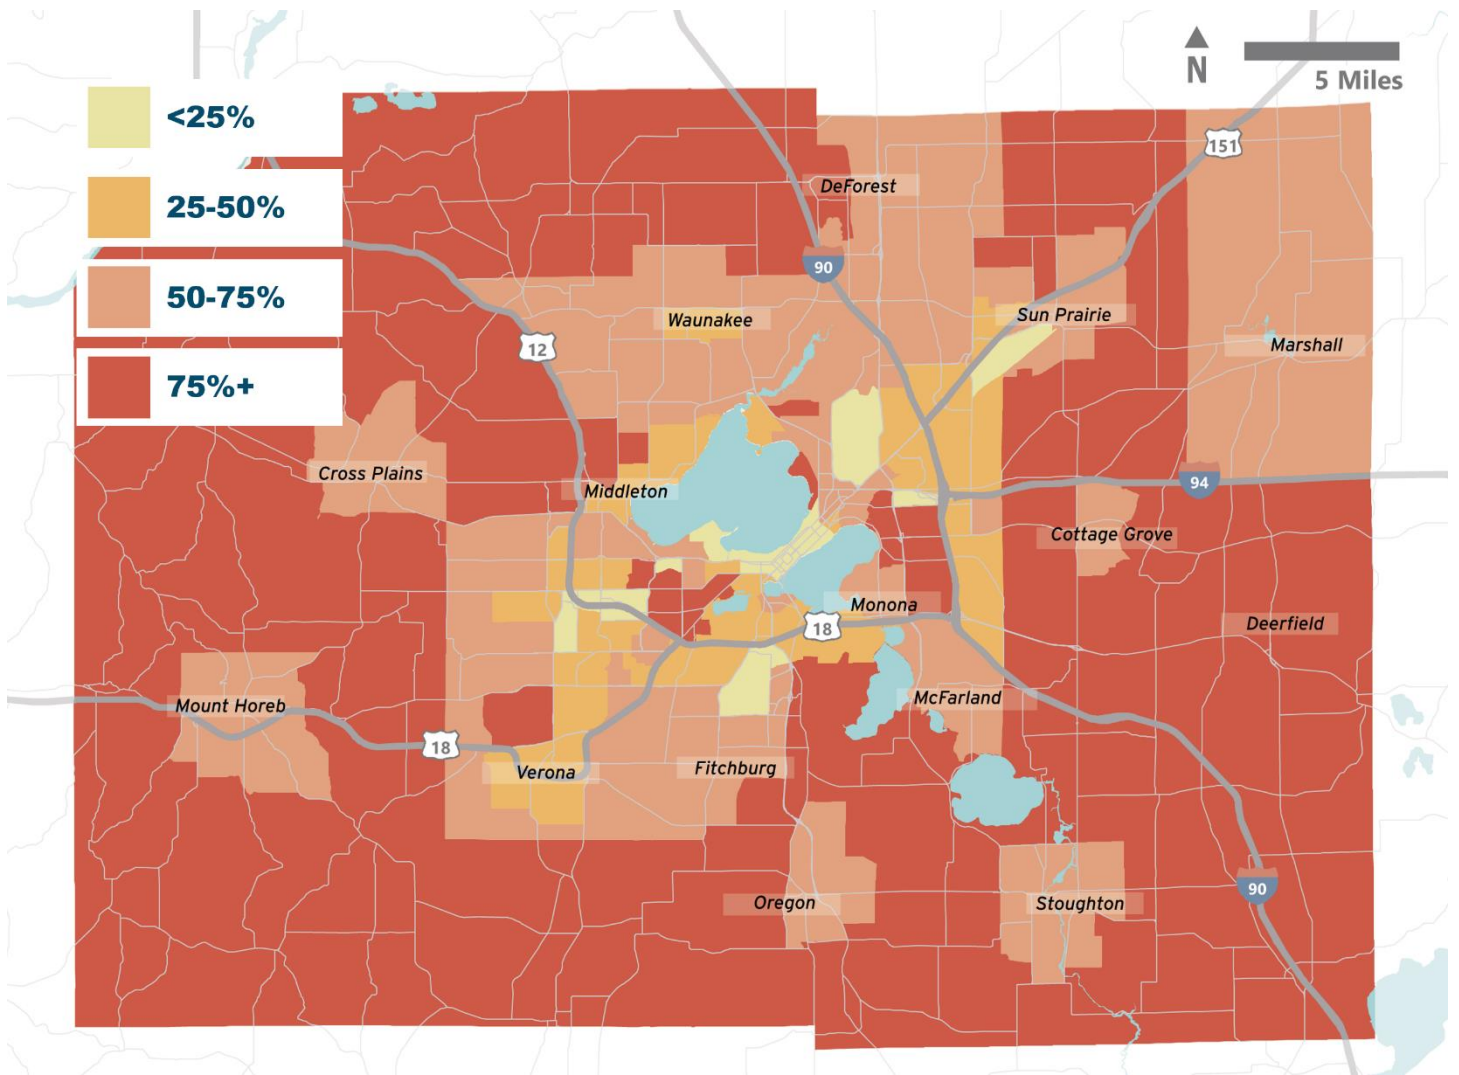 N
5 Miles
<25%
25-50%
50-75%
75%+
151
DeForest
90
Sun Prairie
Waunakee
Marshall
12
Cross Plains
94
Middleton
Cottage Grove
Monona
18
Deerfield
McFarland
Mount Horeb
18
Verona
Fitchburg
90
Oregon
Stoughton